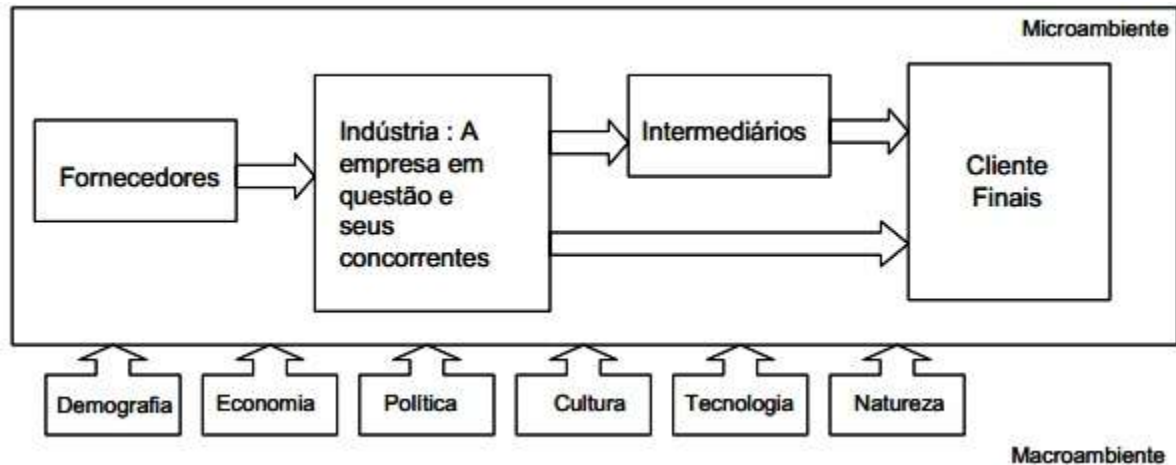 Microambiente
Fornecedores
Indústria : A
empresa em
questão e
seus
concorrentes
Intermediários
Cliente
Finais
Demografia
Economia
Política
Cultura
Tecnologia
Natureza
Macroambiente